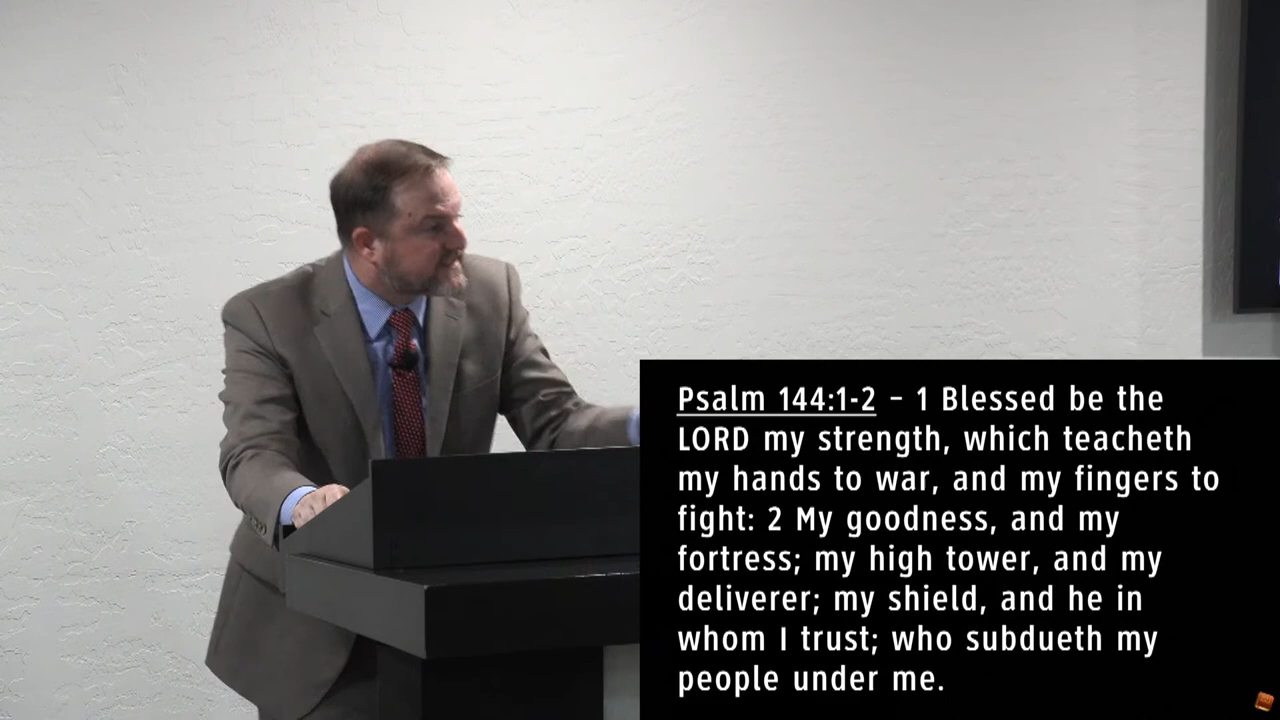 Psalm 144:1-2 – 1 Blessed be the
LORD my strength, which teacheth
my hands to war, and my fingers to
fight: 2 My goodness, and my
fortress; my high tower, and my
deliverer; my shield, and he in
whom I trust; who subdueth my
people under me.